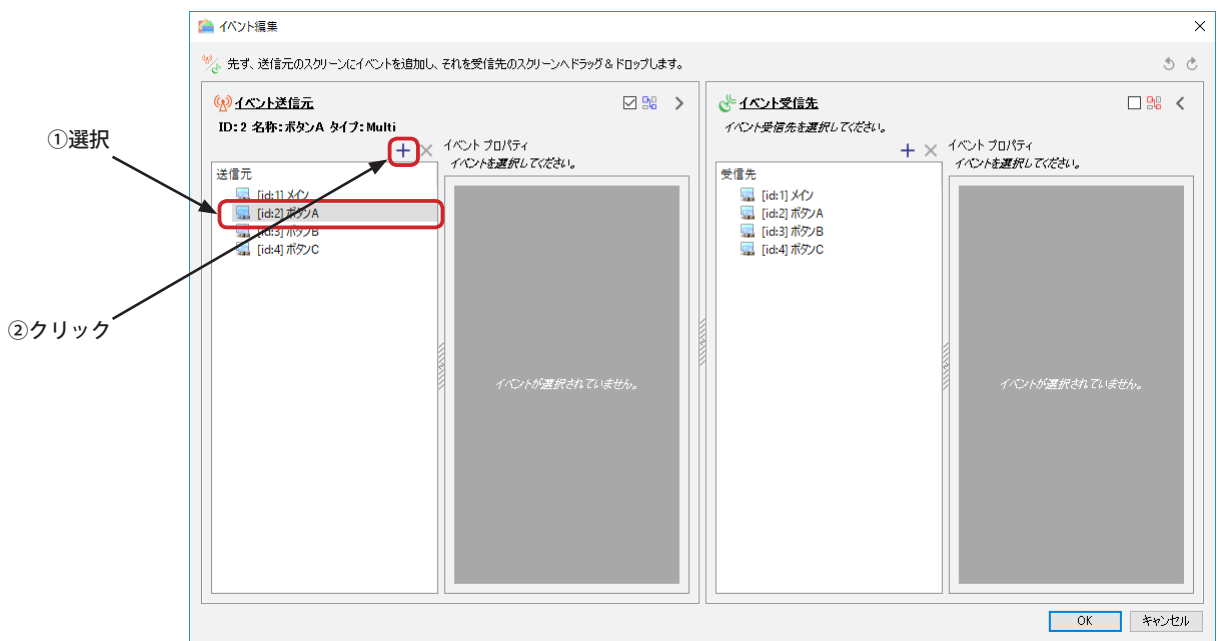 イベント編集
先ず、送信元のスクリーンにイベントを追加し、それを受信先のスクリーンへドラッグ＆ドロップします。
イベント送信元
ID: 2 名称: ボタンA タイプ: Multi
送信元
[id:1] メイン
[id:2] ボタンA
[id:3] ボタンB
[id:4] ボタンC
イベント プロパティ
イベントを選択してください。
イベントが選択されていません。
イベント受信先
イベント受信先を選択してください。
受信先
[id:1] メイン
[id:2] ボタンA
[id:3] ボタンB
[id:4] ボタンC
イベント プロパティ
イベントを選択してください。
イベントが選択されていません。
OK
キャンセル
①選択
②クリック